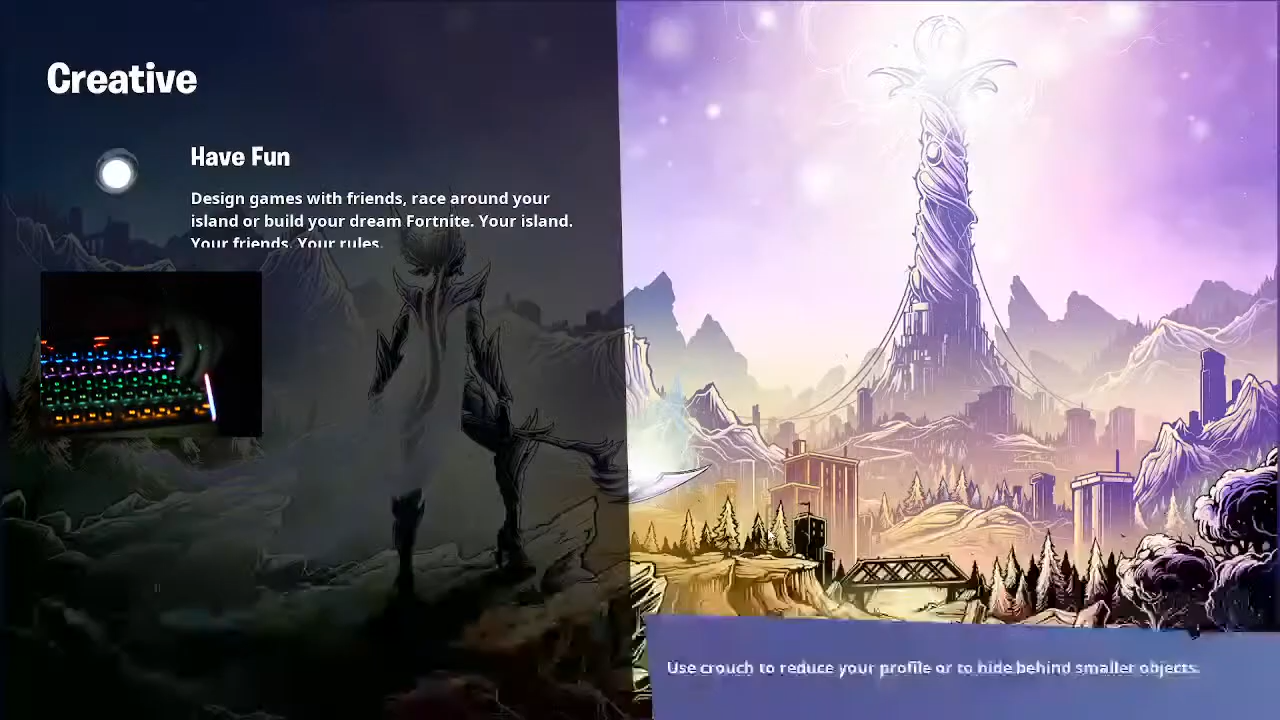 Creative
Have Fun
Design games with friends, race around your
island or build your dream Fortnite. Your island.
Your friends. Your rules.
Use crouch to reduce your profile or to hide behind smaller objects.